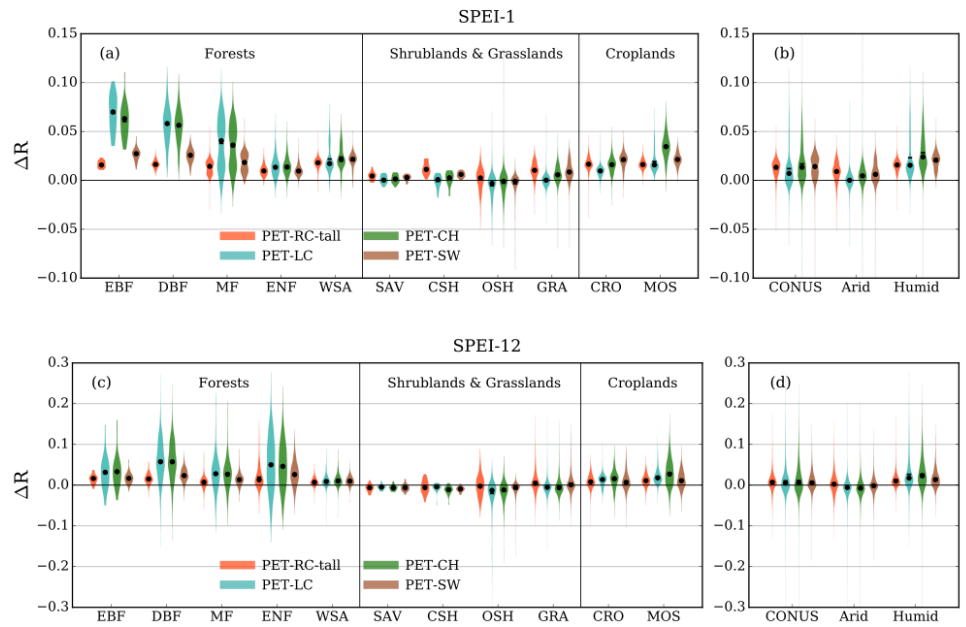 SPEI-1
(a) Forests Shrublands & Grasslands Croplands (b)
0.15 0.15
0.10 0.10
0.05 0.05
0.00 0.00
−0.05 −0.05
−0.10 −0.10
ΔR
PET-RC-tall PET-CH
PET-LC PET-SW
EBF DBF MF ENF WSA SAV CSH OSH GRA CRO MOS CONUS Arid Humid
SPEI-12
(c) Forests Shrublands & Grasslands Croplands (d)
0.3 0.3
0.2 0.2
0.1 0.1
0.0 0.0
−0.1 −0.1
−0.2 −0.2
−0.3 −0.3
ΔR
PET-RC-tall PET-CH
PET-LC PET-SW
EBF DBF MF ENF WSA SAV CSH OSH GRA CRO MOS CONUS Arid Humid